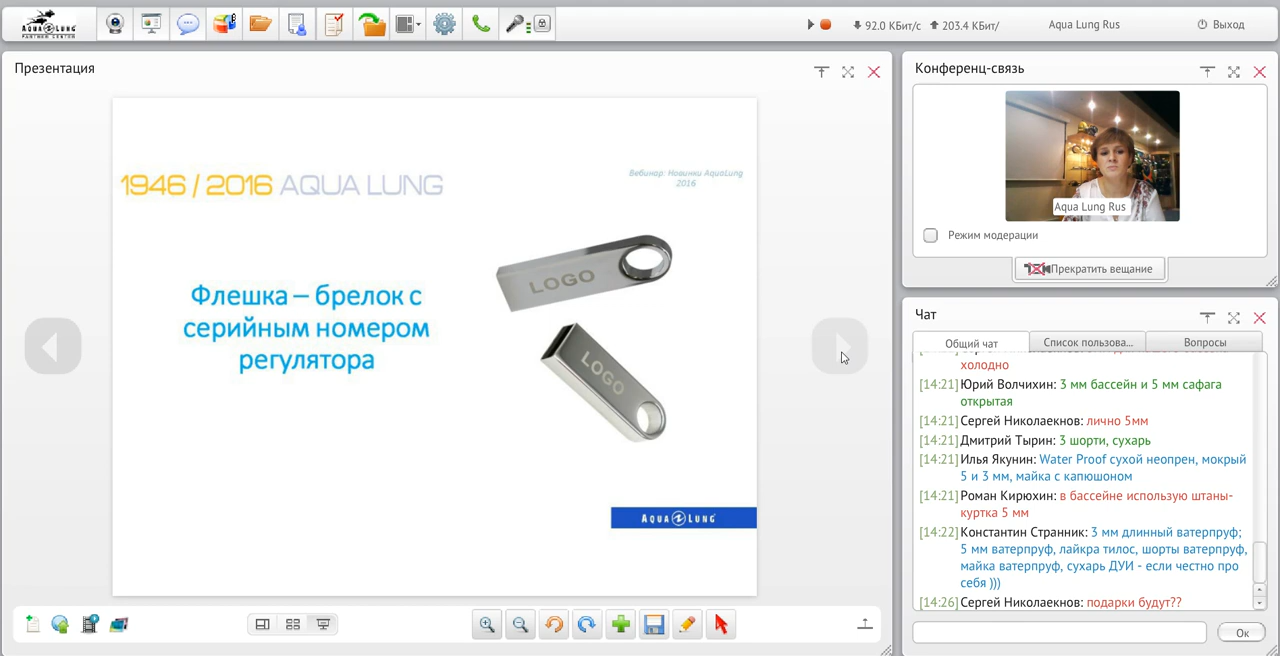 AQUA LUNG
PARTNER CENTER
92.0 КБит/с
203.4 КБит/
Aqua Lung Rus
Выход
Презентация
1946 / 2016 AQUA LUNG
Вебинар: Новинки AquaLung
2016
Флешка – брелок с
серийным номером
регулятора
LOGO
LOGO
AQUA LUNG
Конференц-связь
Aqua Lung Rus
Режим модерации
Прекратить вещание
Чат
Общий чат
Список пользова...
Вопросы
холодно
[14:21] Юрий Волчихин: 3 мм бассейн и 5 мм сафага
открытая
[14:21] Сергей Николаекнов: лично 5мм
[14:21] Дмитрий Тырин: 3 шорти, сухарь
[14:21] Илья Якунин: Water Proof сухой неопрен, мокрый
5 и 3 мм, майка с капюшоном
[14:21] Роман Кирюхин: в бассейне использую штаны-
куртка 5 мм
[14:22] Константин Странник: 3 мм длинный ватерпруф;
5 мм ватерпруф, лайкра тилос, шорты ватерпруф,
майка ватерпруф, сухарь ДУИ - если честно про
себя )))
[14:26] Сергей Николаекнов: подарки будут??
Ок